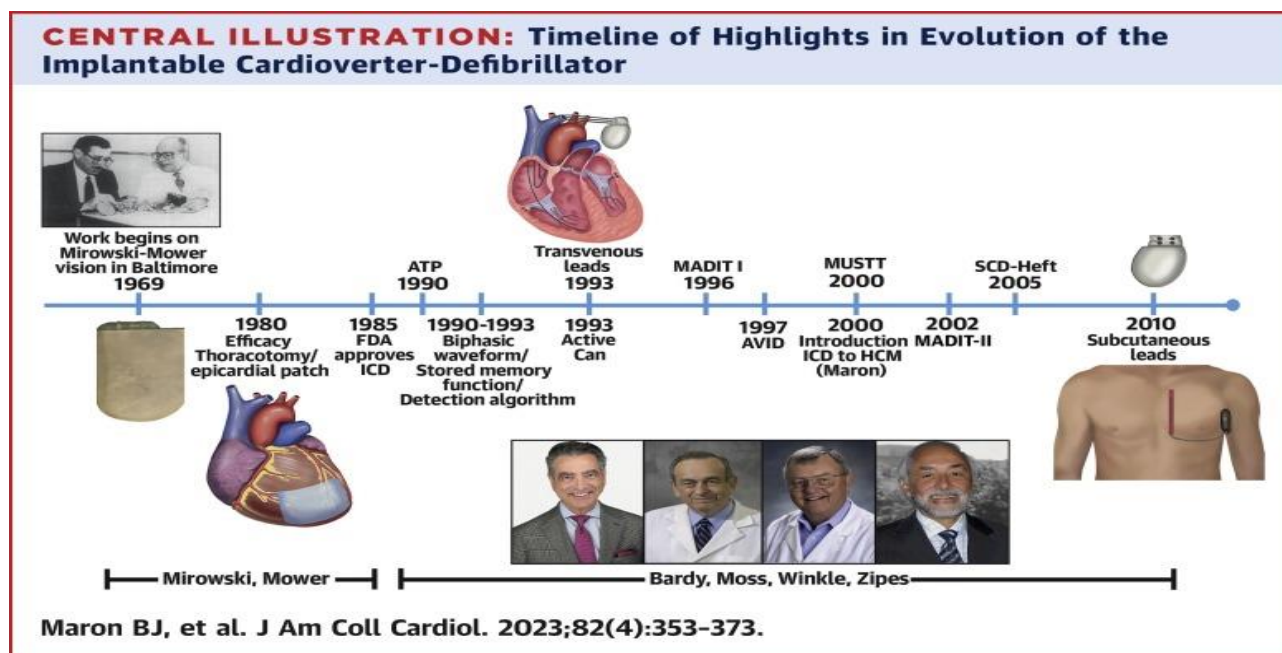 CENTRAL ILLUSTRATION: Timeline of Highlights in Evolution of the
Implantable Cardioverter-Defibrillator
Work begins on
Mirowski-Mower
vision in Baltimore
1969
ATP
1990
Transvenous
leads
1993
MADIT I
1996
MUSTT
2000
SCD-Heft
2005
1980
Efficacy
Thoracotomy/
epicardial patch
1985
FDA
approves
ICD
1990-1993
Biphasic
waveform/
Stored memory
function/
Detection algorithm
1993
Active
Can
1997
AVID
2000
Introduction
ICD to HCM
(Maron)
2002
MADIT-II
2010
Subcutaneous
leads
Mirowski, Mower
Bardy, Moss, Winkle, Zipes
Maron BJ, et al. J Am Coll Cardiol. 2023;82(4):353–373.